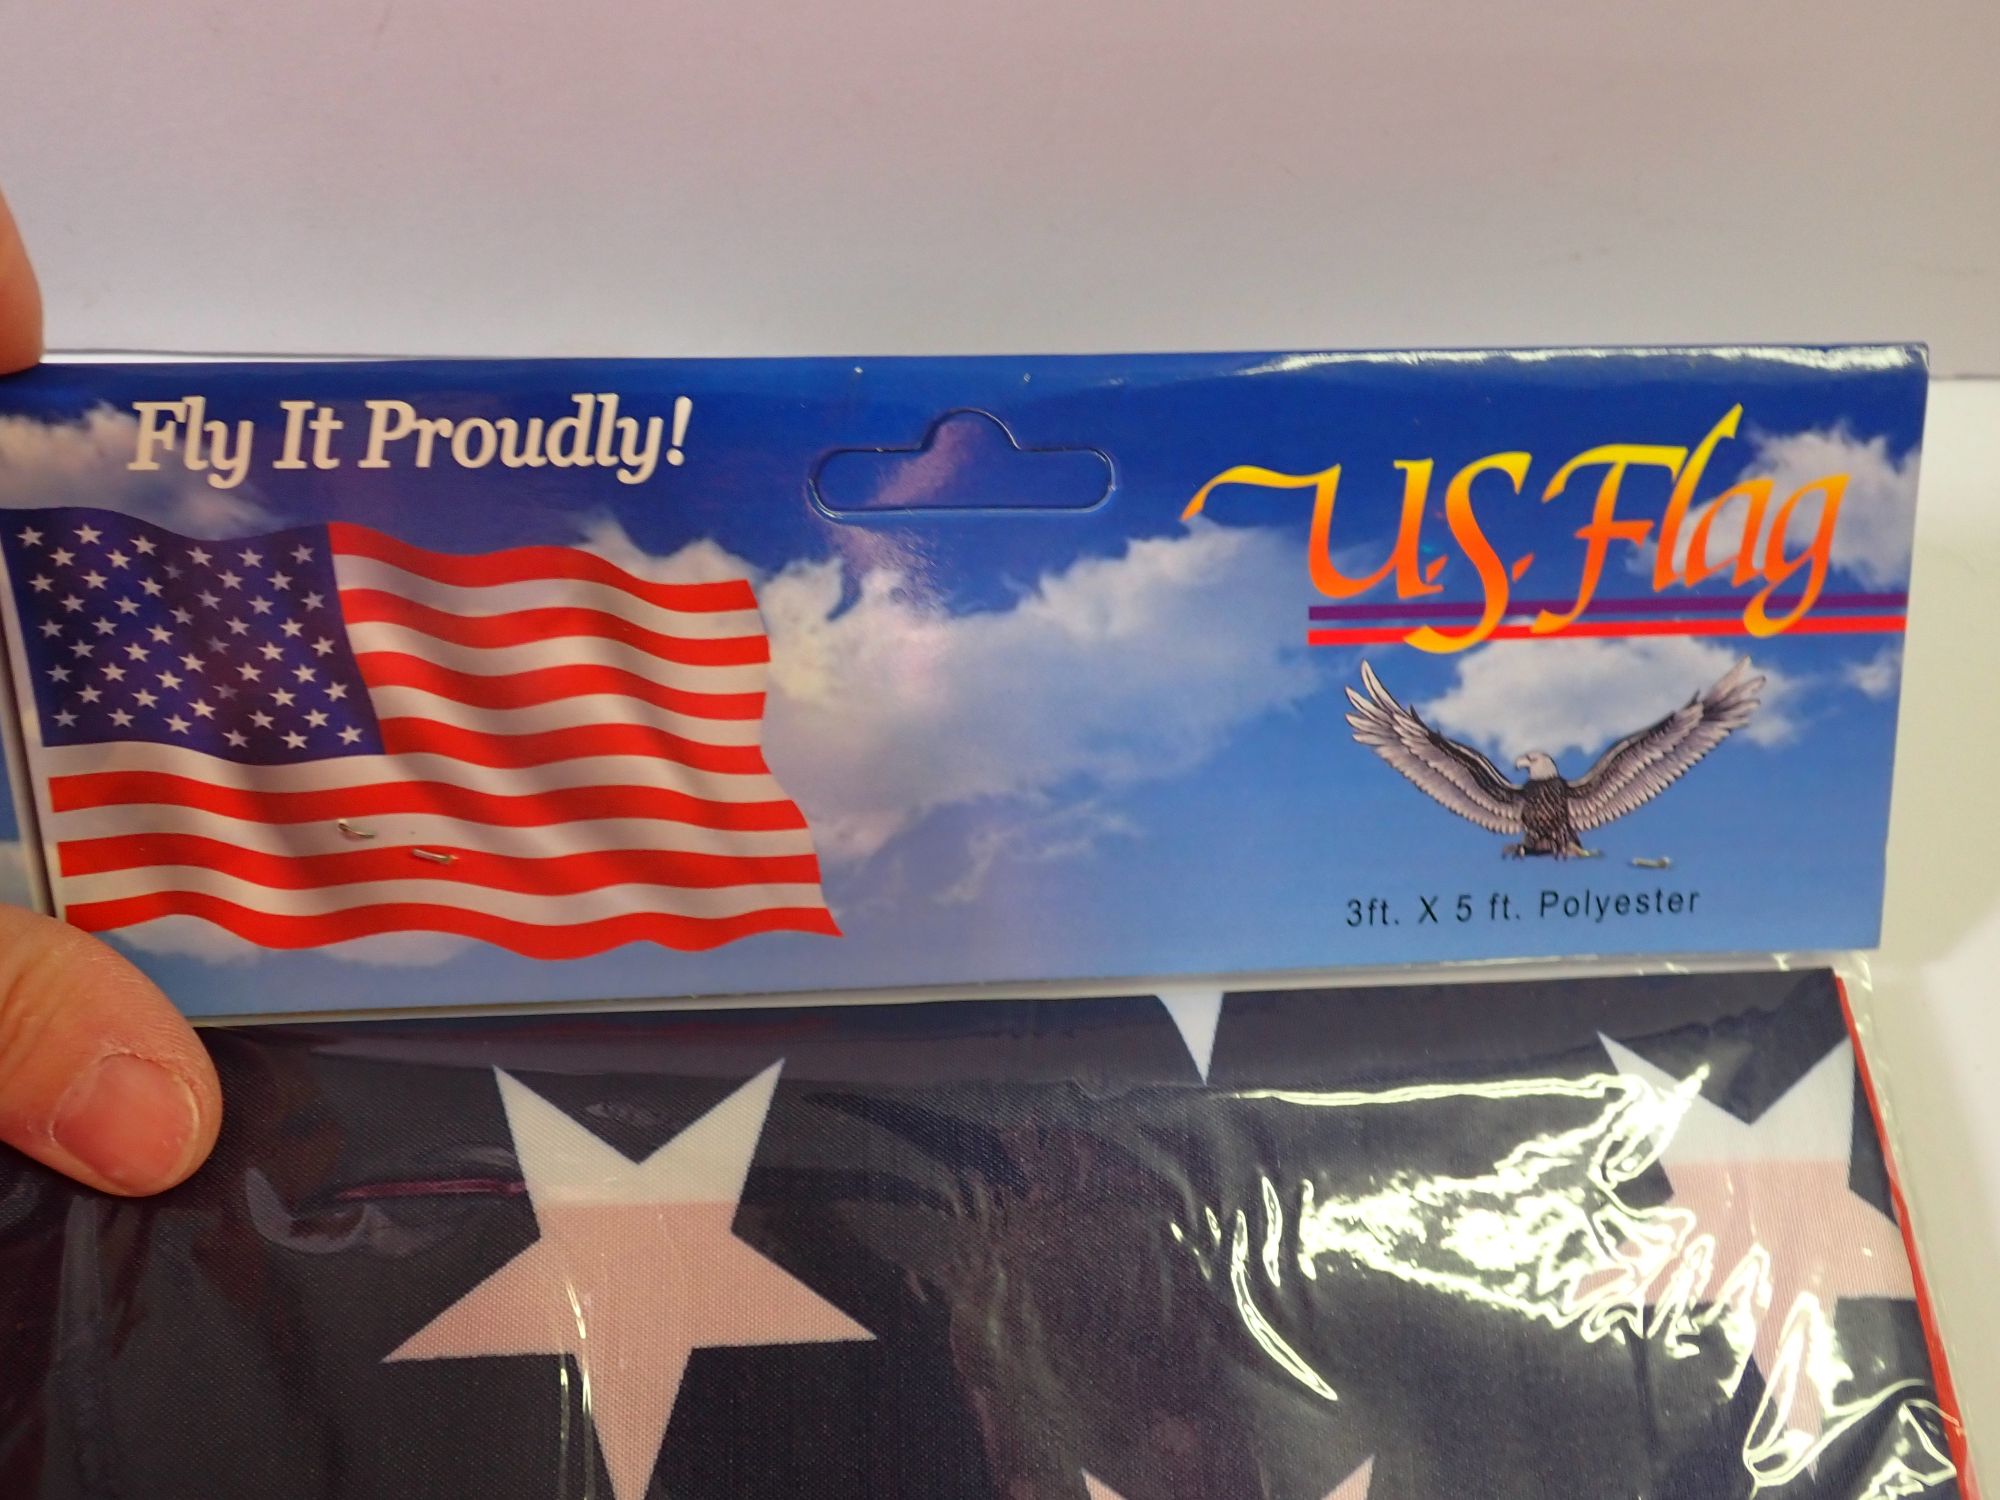 Fly It Proudly!
U.S. Flag
3ft. X 5 ft. Polyester